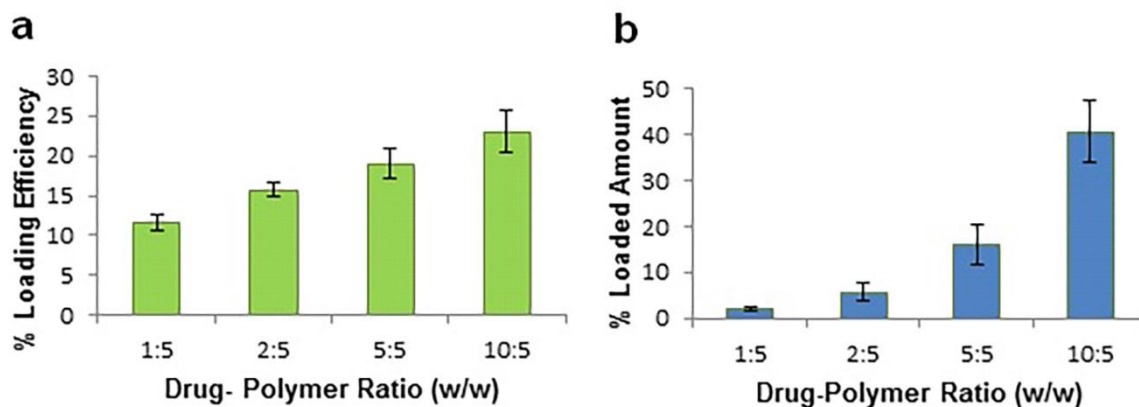 a
% Loading Efficiency
30
25
20
15
10
5
0
1:5 2:5 5:5 10:5
Drug- Polymer Ratio (w/w)
b
% Loaded Amount
50
40
30
20
10
0
1:5 2:5 5:5 10:5
Drug-Polymer Ratio (w/w)